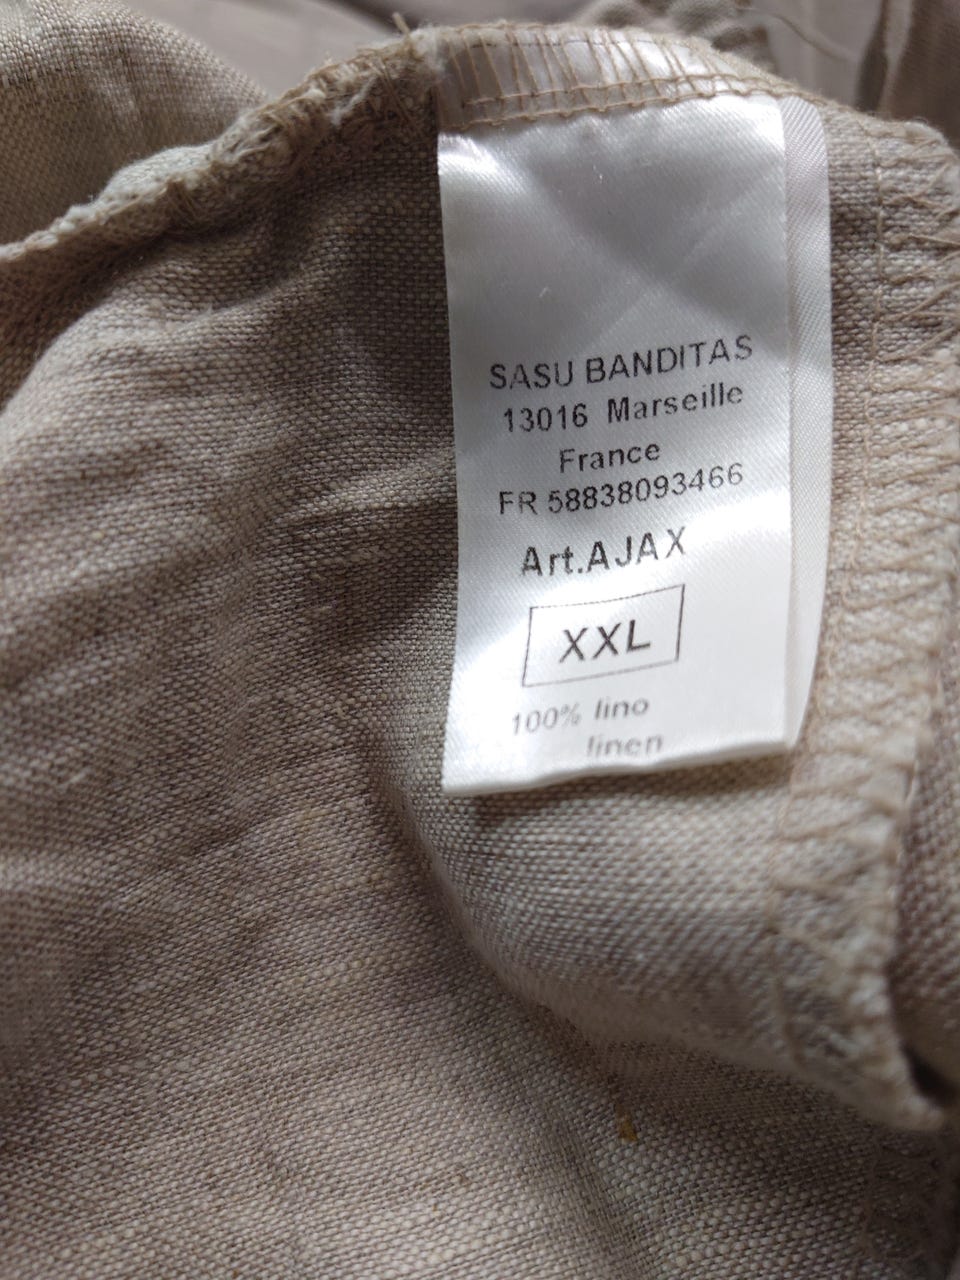 SASU BANDITAS
13016 Marseille
France
FR 58838093466
Art.AJAX
XXL
100% lino
linen